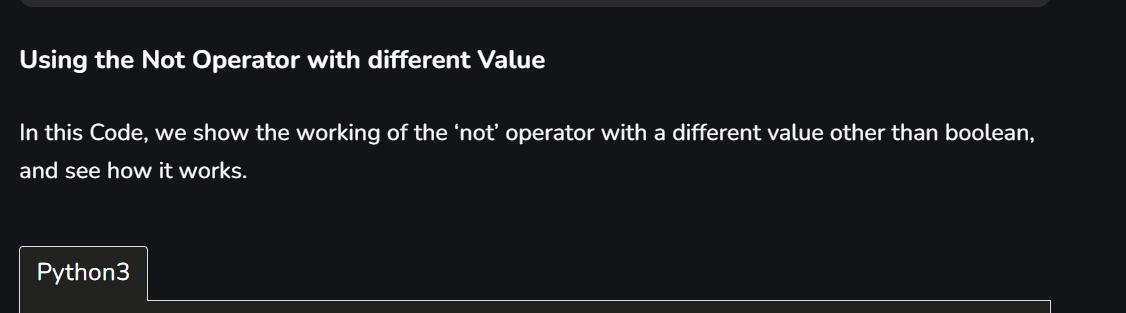 Using the Not Operator with different Value
In this Code, we show the working of the ‘not’ operator with a different value other than boolean,
and see how it works.
Python3